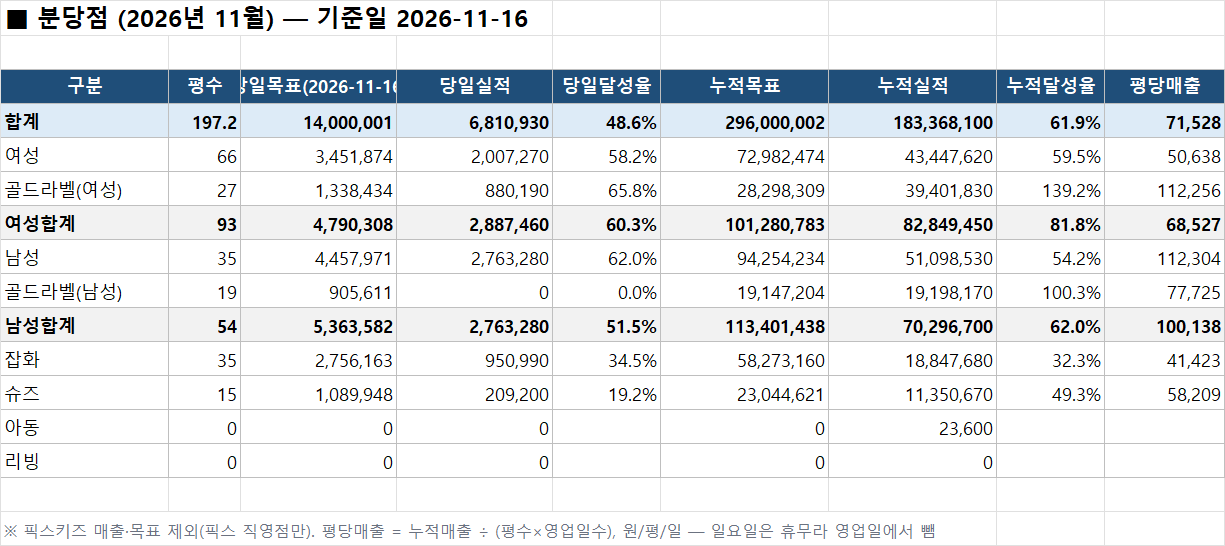 ■ 분당점 (2026년 11월) — 기준일 2026-11-16
구분 평수 당일목표(2026-11-16 당일실적 당일달성율 누적목표 누적실적 누적달성율 평당매출
합계 197.2 14,000,001 6,810,930 48.6% 296,000,002 183,368,100 61.9% 71,528
여성 66 3,451,874 2,007,270 58.2% 72,982,474 43,447,620 59.5% 50,638
골드라벨(여성) 27 1,338,434 880,190 65.8% 28,298,309 39,401,830 139.2% 112,256
여성합계 93 4,790,308 2,887,460 60.3% 101,280,783 82,849,450 81.8% 68,527
남성 35 4,457,971 2,763,280 62.0% 94,254,234 51,098,530 54.2% 112,304
골드라벨(남성) 19 905,611 0 0.0% 19,147,204 19,198,170 100.3% 77,725
남성합계 54 5,363,582 2,763,280 51.5% 113,401,438 70,296,700 62.0% 100,138
잡화 35 2,756,163 950,990 34.5% 58,273,160 18,847,680 32.3% 41,423
슈즈 15 1,089,948 209,200 19.2% 23,044,621 11,350,670 49.3% 58,209
아동 0 0 0 0 23,600
리빙 0 0 0 0 0
※ 픽스키즈 매출·목표 제외(픽스 직영점만). 평당매출 = 누적매출 ÷ (평수×영업일수), 원/평/일 — 일요일은 휴무라 영업일에서 뺌